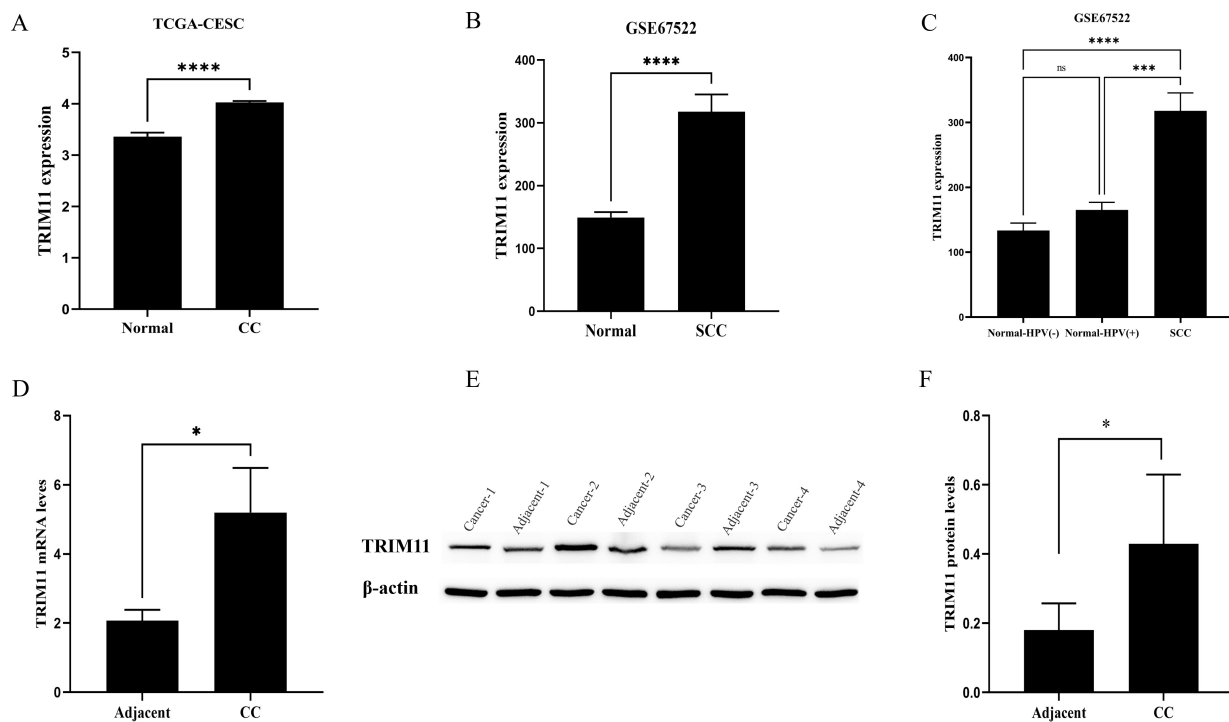 A
TCGA-CESC
TRIM11 expression
5
4
3
2
1
0
****
Normal
CC
B
GSE67522
TRIM11 expression
400
300
200
100
0
****
Normal
SCC
C
GSE67522
TRIM11 expression
400
300
200
100
0
****
ns
***
Normal-HPV(-)
Normal-HPV(+)
SCC
D
TRIM11 mRNA leves
8
6
4
2
0
*
Adjacent
CC
E
Cancer-1
Adjacent-1
Cancer-2
Adjacent-2
Cancer-3
Adjacent-3
Cancer-4
Adjacent-4
TRIM11
β-actin
F
TRIM11 protein levels
0.8
0.6
0.4
0.2
0.0
*
Adjacent
CC